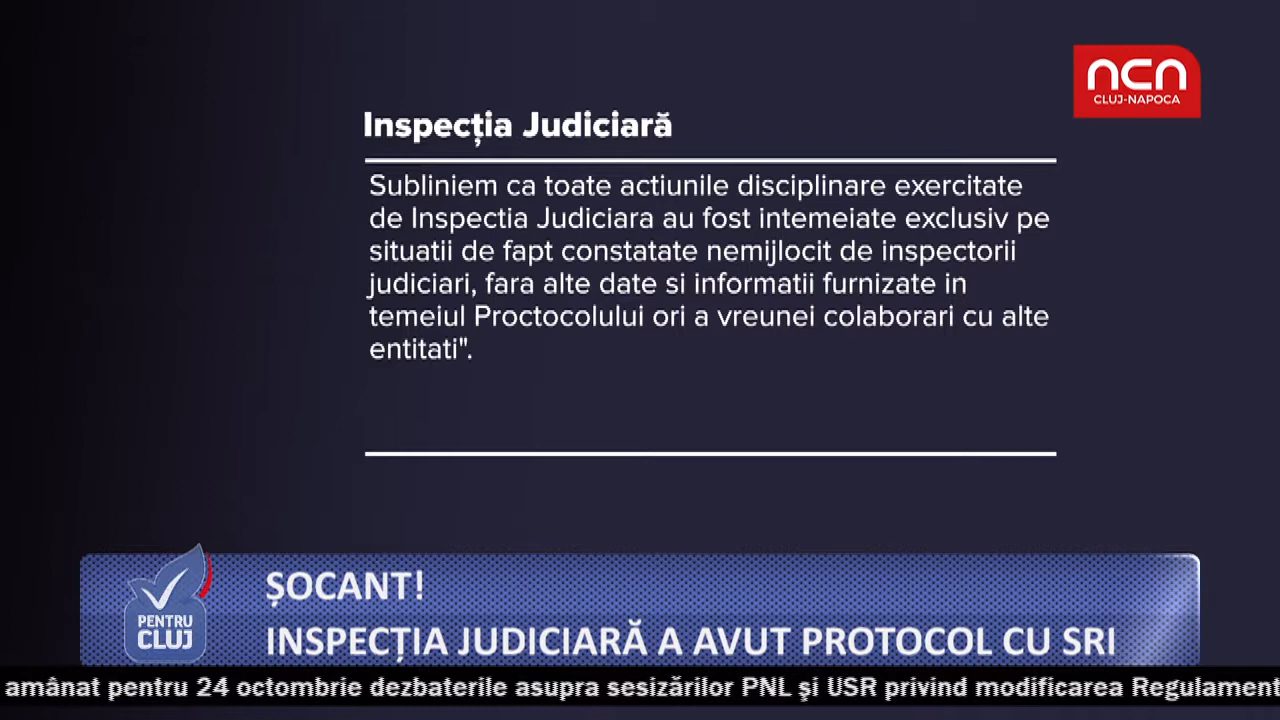 ncn
CLUJ-NAPOCA
Inspecția Judiciară
Subliniem ca toate actiunile disciplinare exercitate
de Inspectia Judiciara au fost intemeiate exclusiv pe
situatii de fapt constatate nemijlocit de inspectorii
judiciari, fara alte date si informatii furnizate in
temeiul Proctocolului ori a vreunei colaborari cu alte
entitati".
ȘOCANT!
PENTRU
CLUJ
INSPECȚIA JUDICIARĂ A AVUT PROTOCOL CU SRI
amânat pentru 24 octombrie dezbaterile asupra sesizărilor PNL şi USR privind modificarea Regulament